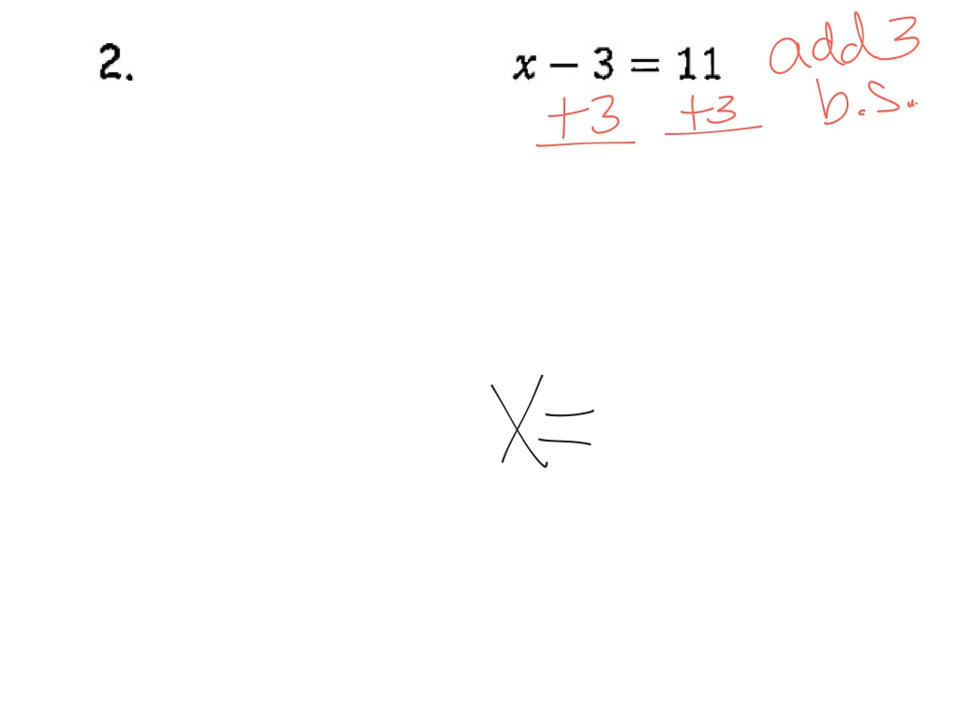 2. x − 3 = 11 add 3
+3 +3 b.s.
x=